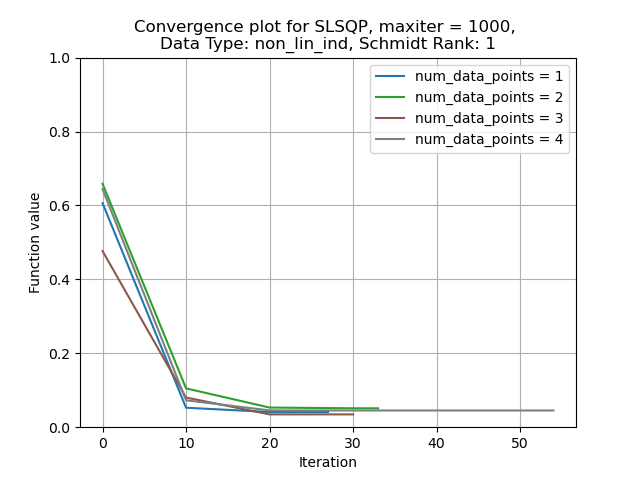 Convergence plot for SLSQP, maxiter = 1000,
Data Type: non_lin_ind, Schmidt Rank: 1
num_data_points = 1
num_data_points = 2
num_data_points = 3
num_data_points = 4
Function value
1.0
0.8
0.6
0.4
0.2
0.0
0
10
20
30
40
50
Iteration